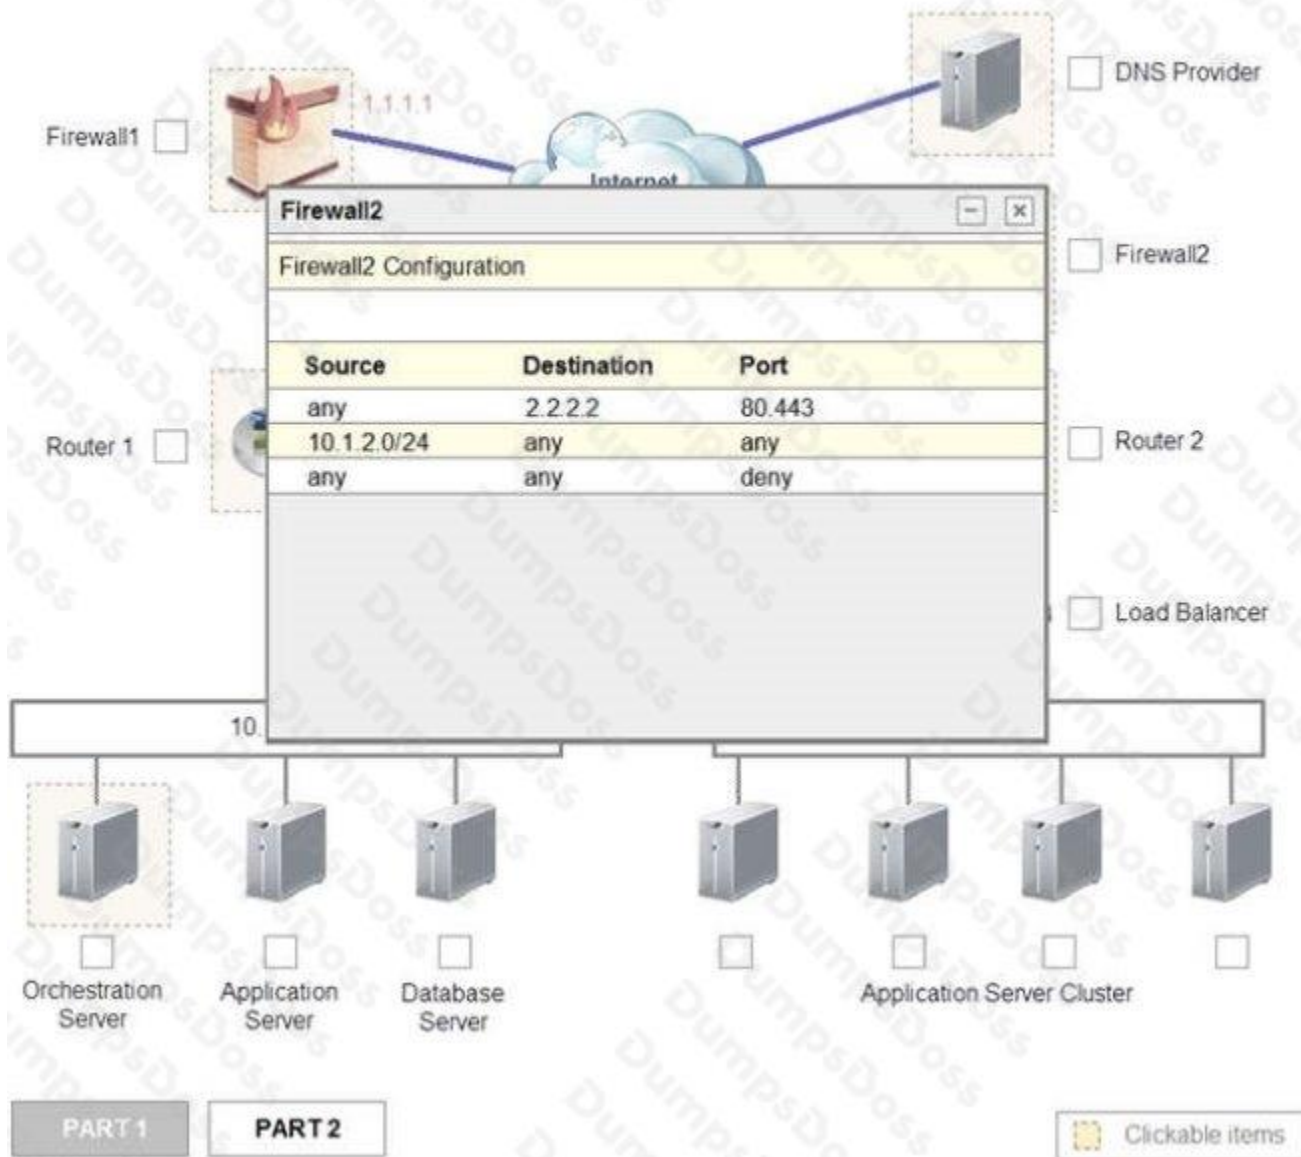 DNS Provider
1.1.1.1
Firewall1
Internet
Firewall2
Firewall2 Configuration
Firewall2
Source Destination Port
any 2.2.2.2 80.443
10.1.2.0/24 any any
any any deny
Router 1
Router 2
Load Balancer
10.
Orchestration Server
Application Server
Database Server
Application Server Cluster
PART 1
PART 2
Clickable items
DumpsDoss